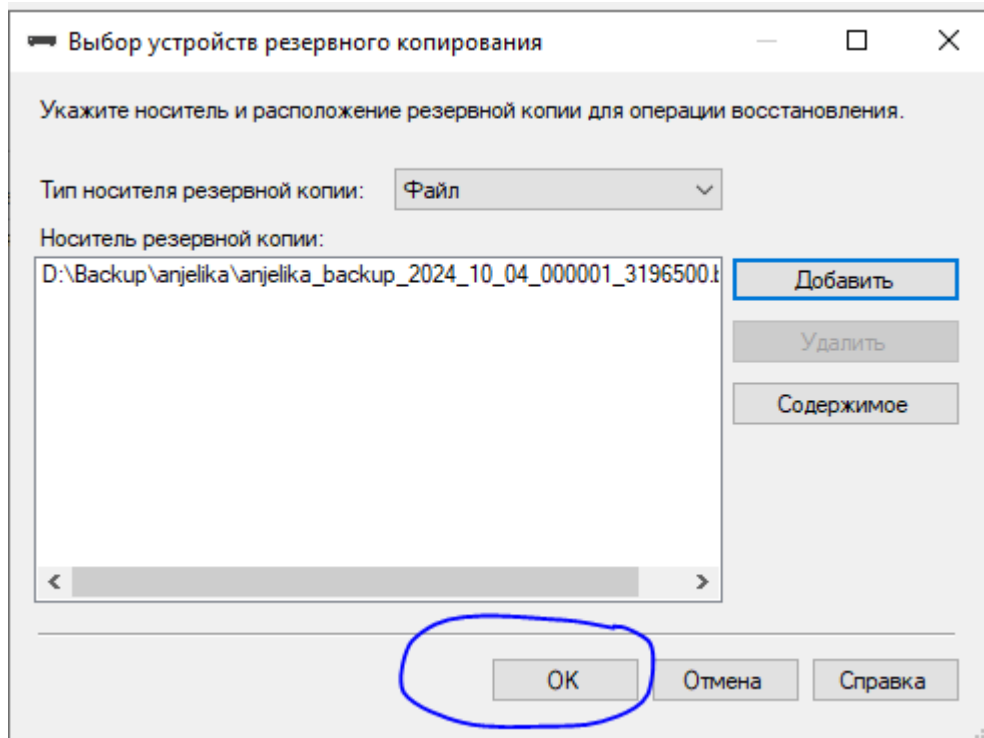 Выбор устройств резервного копирования
Укажите носитель и расположение резервной копии для операции восстановления.
Тип носителя резервной копии: Файл
Носитель резервной копии:
D:\Backup\anjelika\anjelika_backup_2024_10_04_000001_3196500.b
Добавить
Удалить
Содержимое
OK Отмена Справка